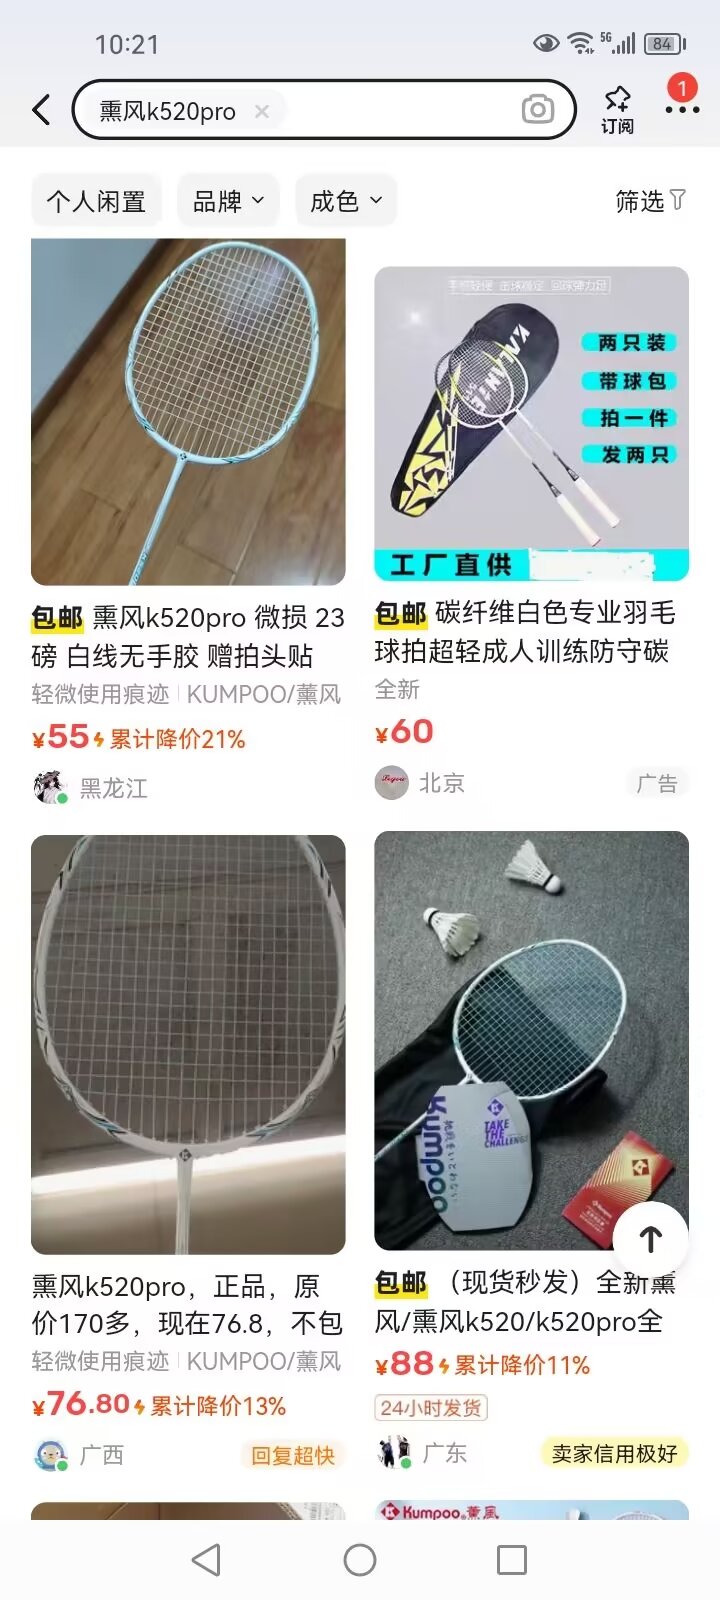 10:21
5G
84
熏风k520pro
订阅
1
个人闲置
品牌
成色
筛选
包邮 熏风k520pro 微损 23
磅 白线无手胶 赠拍头贴
轻微使用痕迹 KUMPOO/薰风
¥55 累计降价21%
黑龙江
两只装
带球包
拍一件
发两只
工厂直供
包邮 碳纤维白色专业羽毛
球拍超轻成人训练防守碳
全新
¥60
北京
广告
熏风k520pro，正品，原
价170多，现在76.8，不包
轻微使用痕迹 KUMPOO/薰风
¥76.80 累计降价13%
广西
回复超快
Kumpoo
TAKE
THE
CHALLENGE
包邮 （现货秒发）全新熏
风/熏风k520/k520pro全
¥88 累计降价11%
24小时发货
广东
卖家信用极好
Kumpoo 薰風